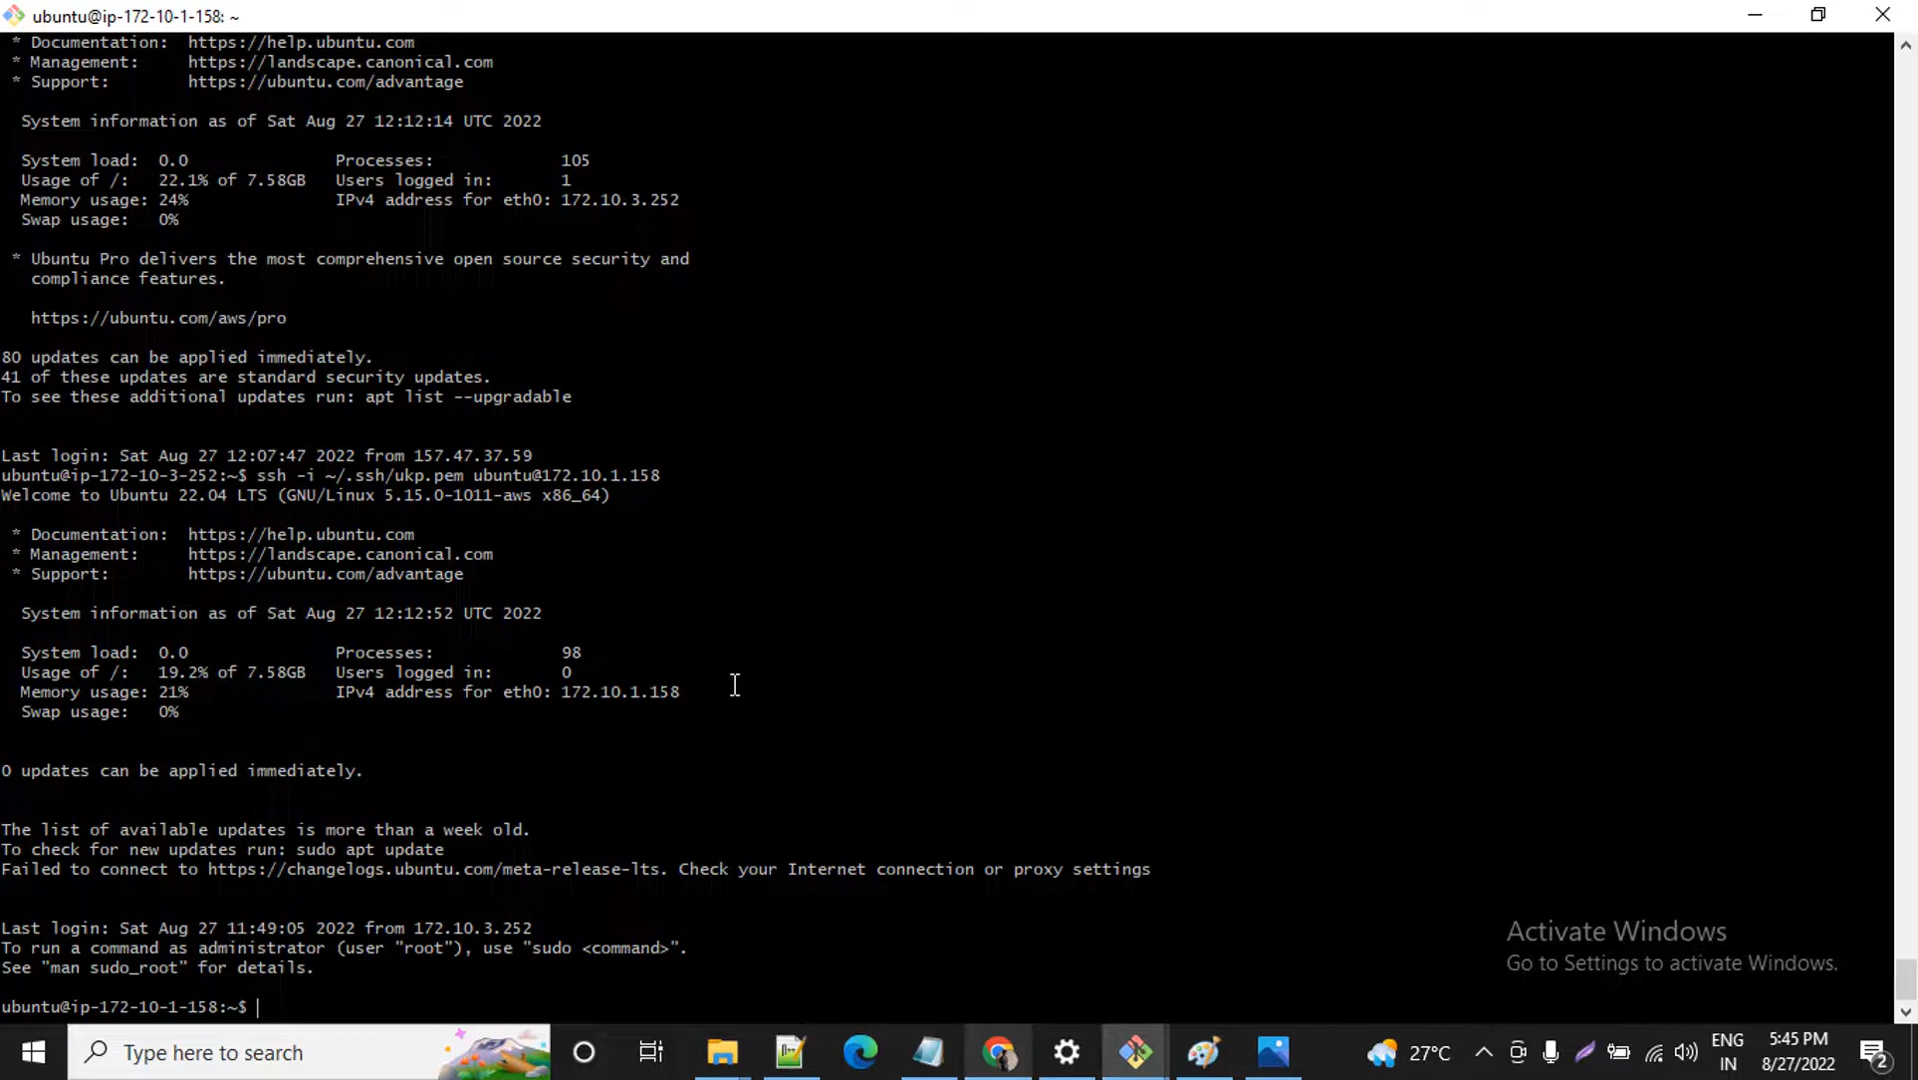 ubuntu@ip-172-10-1-158: ~
* Documentation:  https://help.ubuntu.com
* Management:     https://landscape.canonical.com
* Support:        https://ubuntu.com/advantage
System information as of Sat Aug 27 12:12:14 UTC 2022
System load:  0.0               Processes:             105
Usage of /:   22.1% of 7.58GB   Users logged in:       1
Memory usage: 24%               IPv4 address for eth0: 172.10.3.252
Swap usage:   0%
* Ubuntu Pro delivers the most comprehensive open source security and
compliance features.
https://ubuntu.com/aws/pro
80 updates can be applied immediately.
41 of these updates are standard security updates.
To see these additional updates run: apt list --upgradable
Last login: Sat Aug 27 12:07:47 2022 from 157.47.37.59
ubuntu@ip-172-10-3-252:~$ ssh -i ~/.ssh/ukp.pem ubuntu@172.10.1.158
Welcome to Ubuntu 22.04 LTS (GNU/Linux 5.15.0-1011-aws x86_64)
* Documentation:  https://help.ubuntu.com
* Management:     https://landscape.canonical.com
* Support:        https://ubuntu.com/advantage
System information as of Sat Aug 27 12:12:52 UTC 2022
System load:  0.0               Processes:             98
Usage of /:   19.2% of 7.58GB   Users logged in:       0
Memory usage: 21%               IPv4 address for eth0: 172.10.1.158
Swap usage:   0%
0 updates can be applied immediately.
The list of available updates is more than a week old.
To check for new updates run: sudo apt update
Failed to connect to https://changelogs.ubuntu.com/meta-release-lts. Check your Internet connection or proxy settings
Last login: Sat Aug 27 11:49:05 2022 from 172.10.3.252
To run a command as administrator (user "root"), use "sudo <command>".
See "man sudo_root" for details.
ubuntu@ip-172-10-1-158:~$
Activate Windows
Go to Settings to activate Windows.
Type here to search
27°C
ENG
IN
5:45 PM
8/27/2022
2